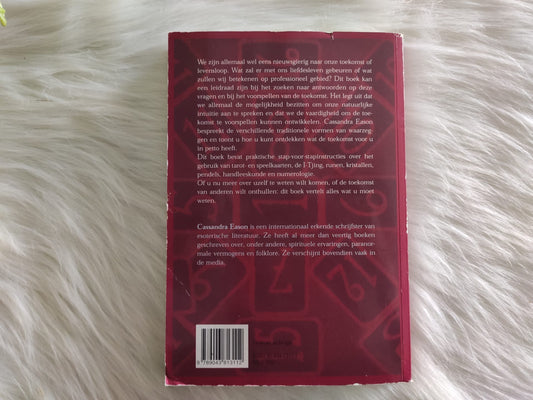 We zijn allemaal wel eens nieuwsgierig naar onze toekomst of
levensloop. Wat zal er met ons liefdesleven gebeuren of wat
zullen wij betekenen op professioneel gebied? Dit boek kan
een leidraad zijn bij het zoeken naar antwoorden op deze
vragen en bij het voorspellen van de toekomst. Het legt uit dat
we allemaal de mogelijkheid bezitten om onze natuurlijke
intuïtie aan te spreken en dat we de vaardigheid ons de toe-
komst te voorspellen kunnen ontwikkelen. Cassandra Eason
bespreekt de verschillende traditionele vormen van waarzeg-
gen en toont u hoe u kunt ontdekken wat de toekomst voor u
in petto heeft.
Dit boek bevat praktische stap-voor-stapinstructies over het
gebruik van tarot- en speelkaarten, de I-Tjing, runen, kristallen,
pendels, handleeskunde en numerologie.
Of u nu meer over uzelf te weten wilt komen, of de toekomst
van anderen wilt onthullen: dit boek vertelt alles wat u moet
weten.
Cassandra Eason is een internationaal erkende schrijfster van
esoterische literatuur. Ze heeft al meer dan veertig boeken
geschreven over, onder andere, spirituele ervaringen, paranor-
male vermogens en folklore. Ze verschijnt bovendien vaak in
de media.
9 789043 813112